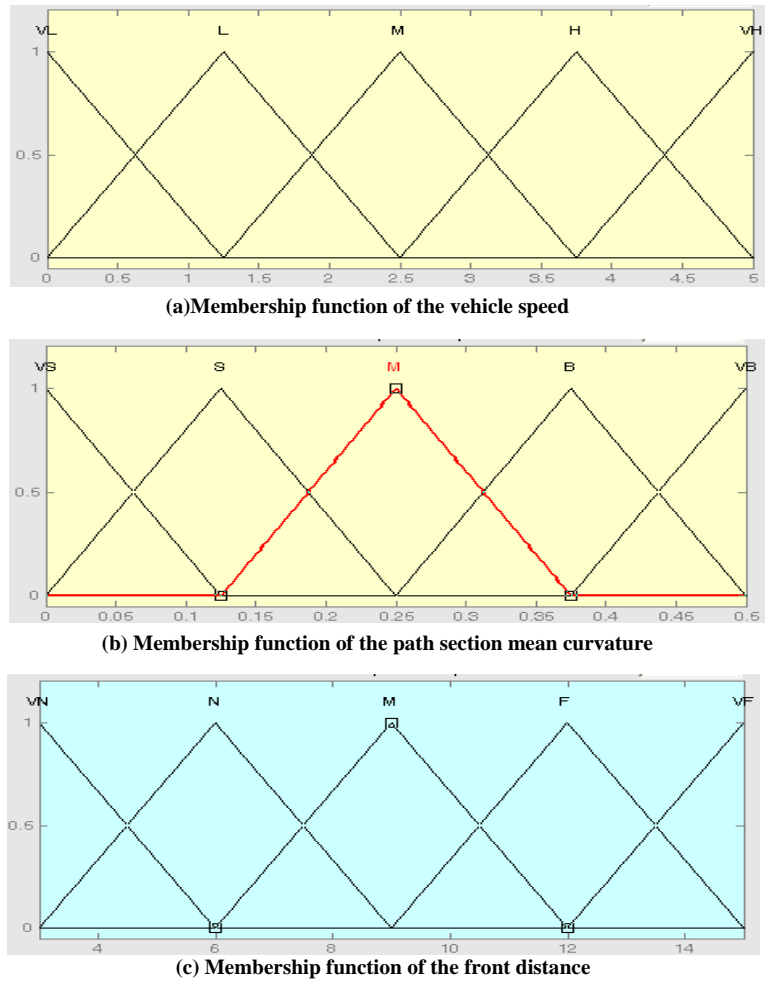 VL L M H VH
1
0.5
0
0 0.5 1 1.5 2 2.5 3 3.5 4 4.5 5
(a)Membership function of the vehicle speed
VS S M B VB
1
0.5
0
0 0.05 0.1 0.15 0.2 0.25 0.3 0.35 0.4 0.45 0.5
(b) Membership function of the path section mean curvature
VN N M F VF
1
0.5
0
4 6 8 10 12 14
(c) Membership function of the front distance